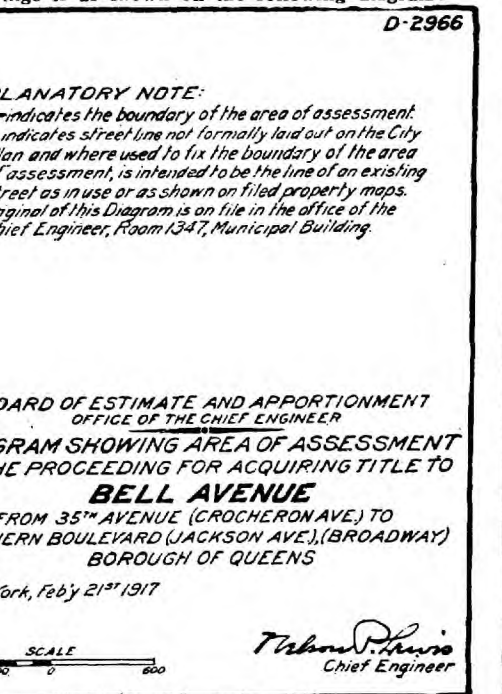 D-2966
LANATORY NOTE:
-indicates the boundary of the area of assessment.
indicates street line not formally laid out on the City
lan and where used to fix the boundary of the area
f assessment, is intended to be the line of an existing
treet as in use or as shown on filed property maps.
iginal of this Diagram is on file in the office of the
hief Engineer, Room 1347, Municipal Building.
OARD OF ESTIMATE AND APPORTIONMENT
OFFICE OF THE CHIEF ENGINEER
GRAM SHOWING AREA OF ASSESSMENT
HE PROCEEDING FOR ACQUIRING TITLE TO
BELL AVENUE
FROM 35TH AVENUE (CROCHERON AVE.) TO
ERN BOULEVARD (JACKSON AVE.), (BROADWAY)
BOROUGH OF QUEENS
York, Feb'y 21ST 1917
SCALE
0 600
Nelson P. Lewis
Chief Engineer